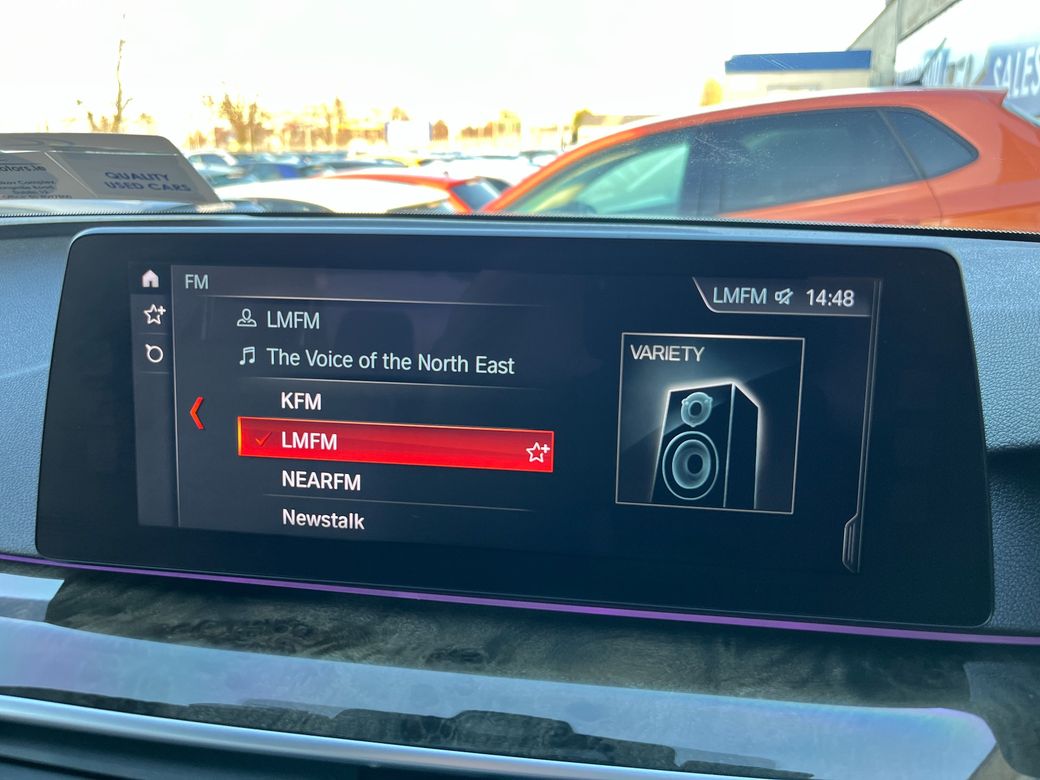 SALES
QUALITY
USED CARS
FM
LMFM 14:48
LMFM
The Voice of the North East
VARIETY
KFM
LMFM
NEARFM
Newstalk